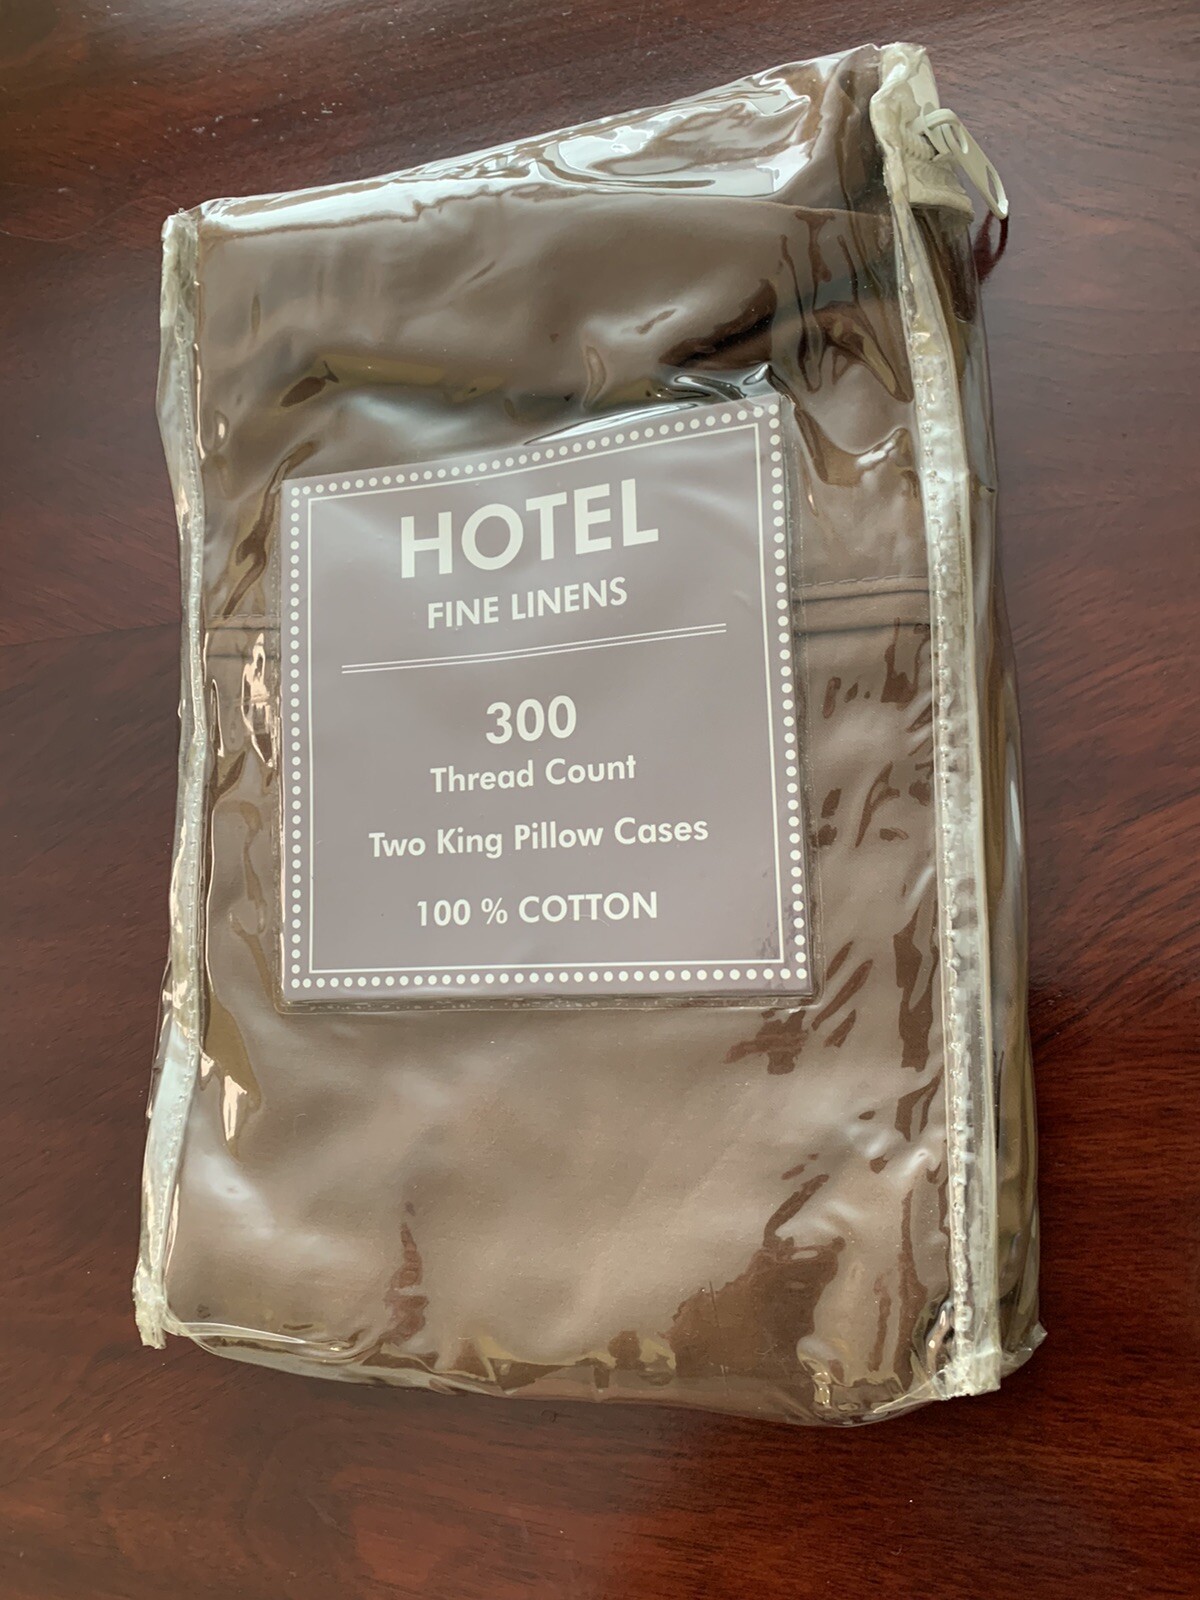 HOTEL
FINE LINENS
300
Thread Count
Two King Pillow Cases
100 % COTTON